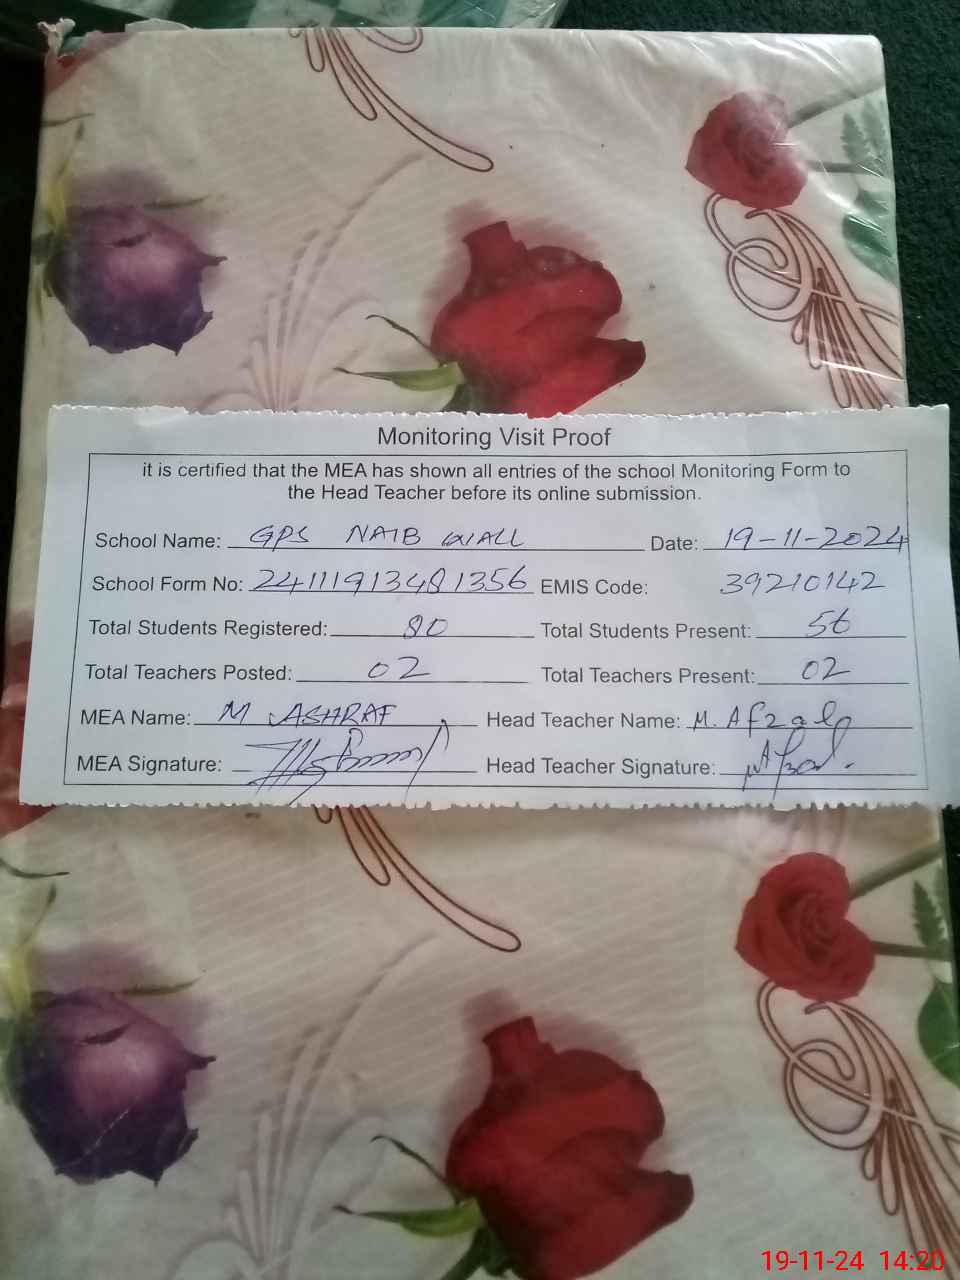 Monitoring Visit Proof
it is certified that the MEA has shown all entries of the school Monitoring Form to
the Head Teacher before its online submission.
School Name: GPS NAIB WALL Date: 19-11-2024
School Form No: 24111913481356 EMIS Code: 39210142
Total Students Registered: 80 Total Students Present: 56
Total Teachers Posted: 02 Total Teachers Present: 02
MEA Name: M ASHRAF Head Teacher Name: M. Afzal
MEA Signature: Head Teacher Signature: M Afzal.
19-11-24 14:20